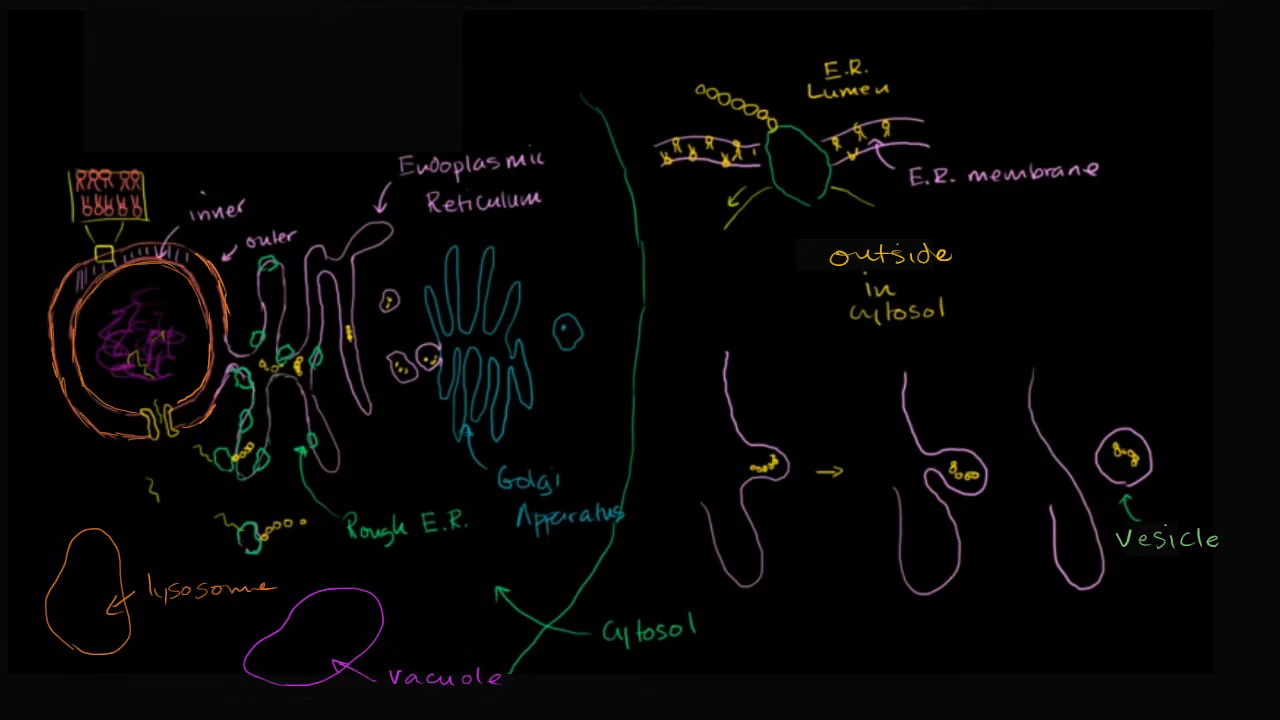 E.R.
Lumen
Endoplasmic
Reticulum
E.R. membrane
inner
outer
outside
in
cytosol
Golgi
Apparatus
Rough E.R.
vesicle
lysosome
cytosol
vacuole